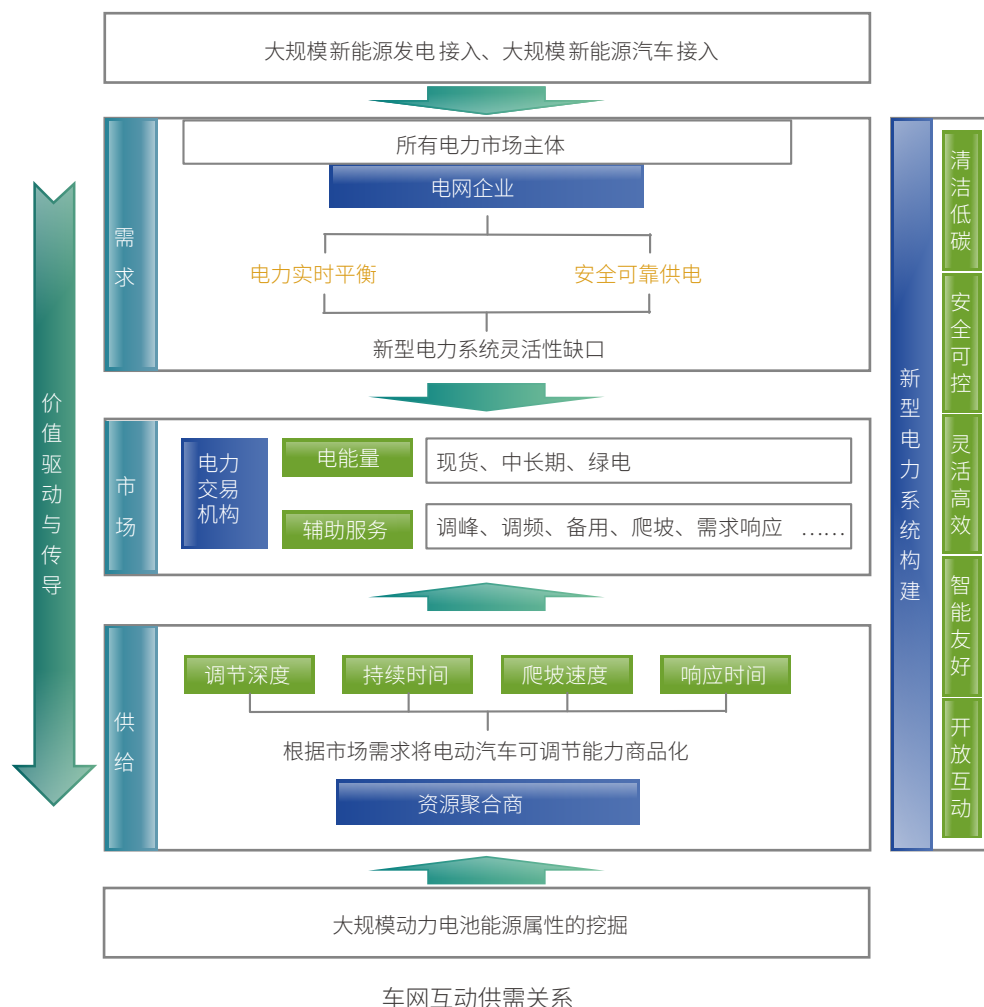 大规模新能源发电接入、大规模新能源汽车接入
所有电力市场主体
电网企业
需求
电力实时平衡
安全可靠供电
新型电力系统灵活性缺口
价值驱动与传导
市场
电力
交易
机构
电能量
现货、中长期、绿电
辅助服务
调峰、调频、备用、爬坡、需求响应 ……
供给
调节深度
持续时间
爬坡速度
响应时间
根据市场需求将电动汽车可调节能力商品化
资源聚合商
大规模动力电池能源属性的挖掘
新型电力系统构建
清洁低碳
安全可控
灵活高效
智能友好
开放互动
车网互动供需关系